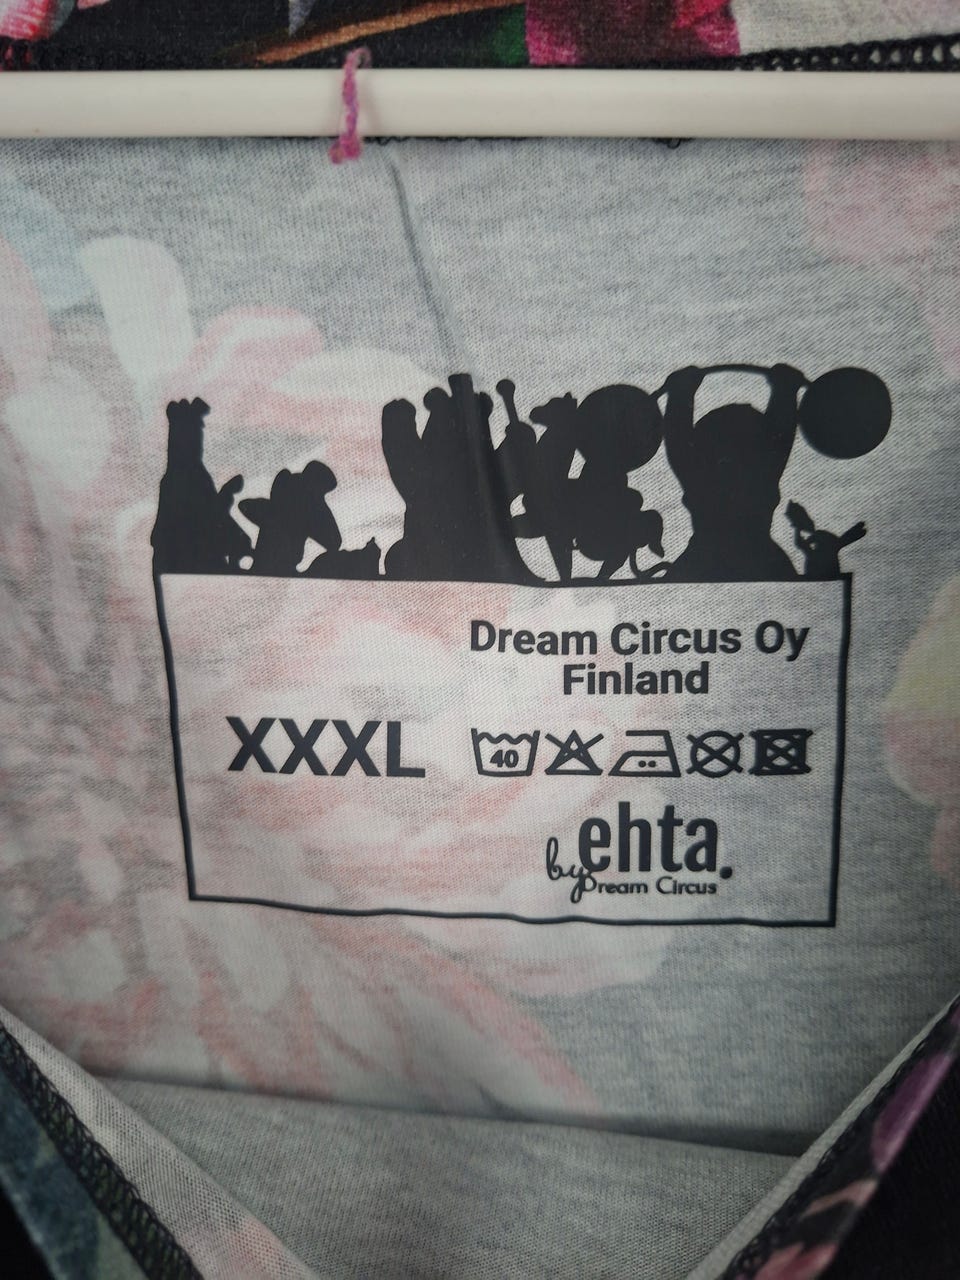 Dream Circus Oy
Finland
XXXL
40
ehta.
by Dream Circus